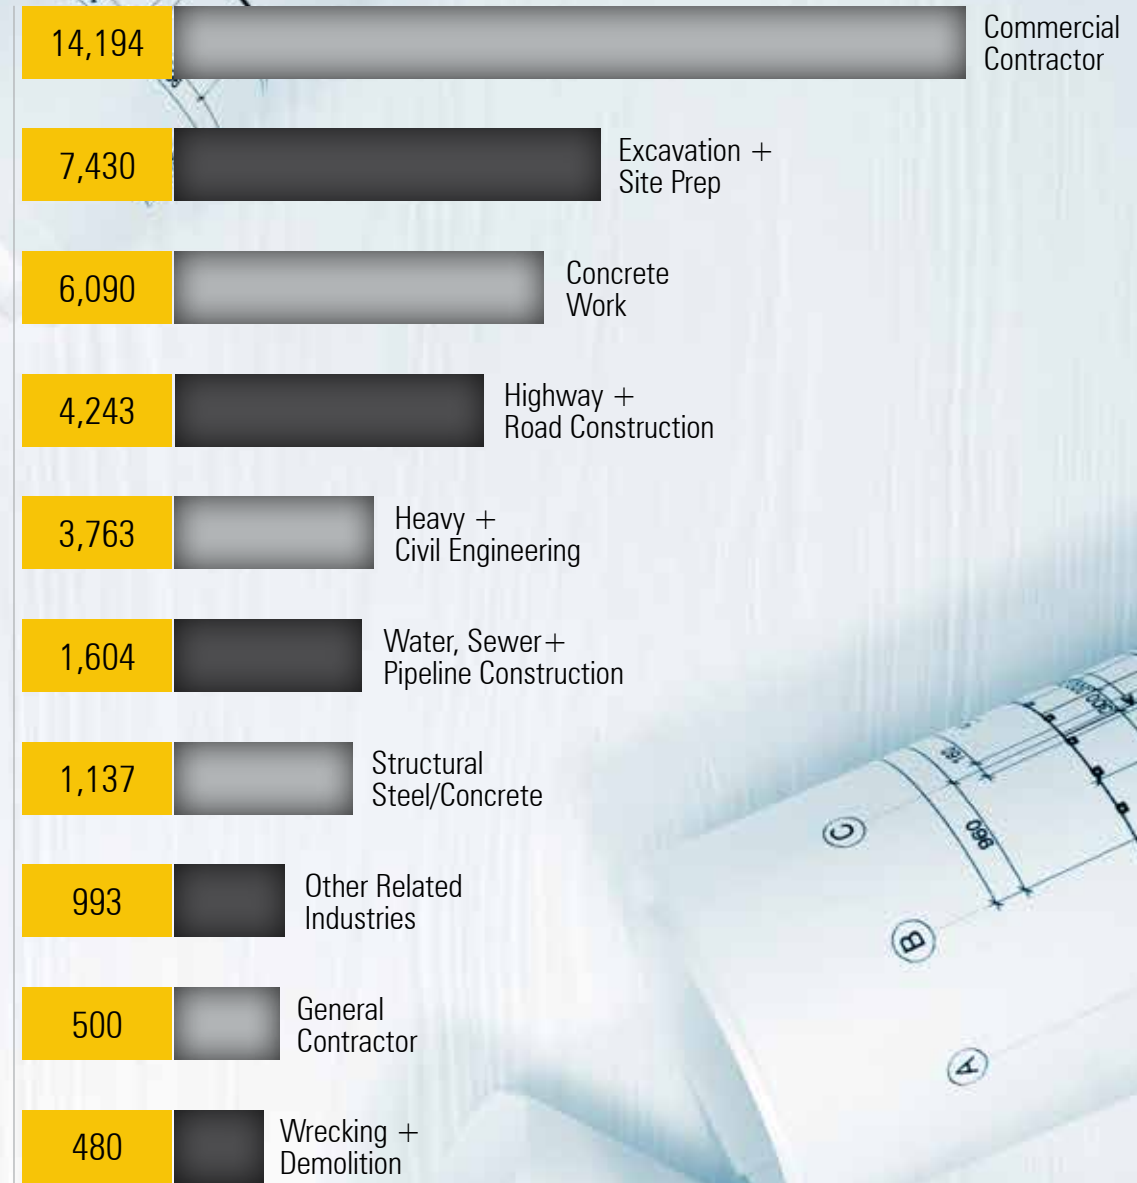 14,194
Commercial
Contractor
7,430
Excavation +
Site Prep
6,090
Concrete
Work
4,243
Highway +
Road Construction
3,763
Heavy +
Civil Engineering
1,604
Water, Sewer+
Pipeline Construction
1,137
Structural
Steel/Concrete
993
Other Related
Industries
500
General
Contractor
480
Wrecking +
Demolition
C
960
B
A